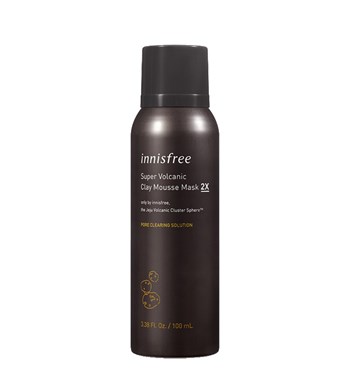 innisfree
Super Volcanic
Clay Mousse Mask 2X
only by innisfree,
the Jeju Volcanic Cluster Sphere™
PORE CLEARING SOLUTION
3.38 Fl. Oz. / 100 mL